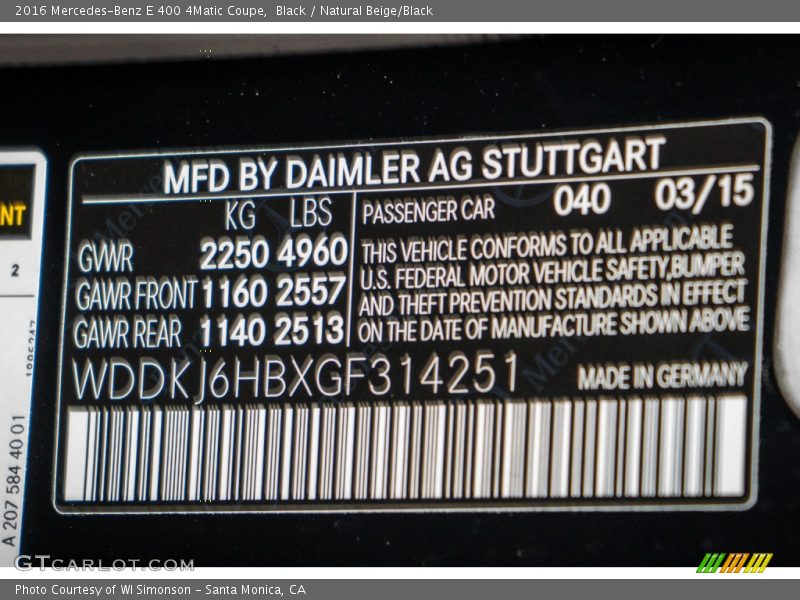 2016 Mercedes-Benz E 400 4Matic Coupe,  Black / Natural Beige/Black
MFD BY DAIMLER AG STUTTGART
KG LBS
GWWR 2250 4960
GAWR FRONT 1160 2557
GAWR REAR 1140 2513
PASSENGER CAR 040 03/15
THIS VEHICLE CONFORMS TO ALL APPLICABLE
U.S. FEDERAL MOTOR VEHICLE SAFETY,BUMPER
AND THEFT PREVENTION STANDARDS IN EFFECT
ON THE DATE OF MANUFACTURE SHOWN ABOVE
WDDKJ6HBXGF314251
MADE IN GERMANY
NT
2
A 207 584 40 01
GTCARLOT.COM
Photo Courtesy of WI Simonson - Santa Monica, CA